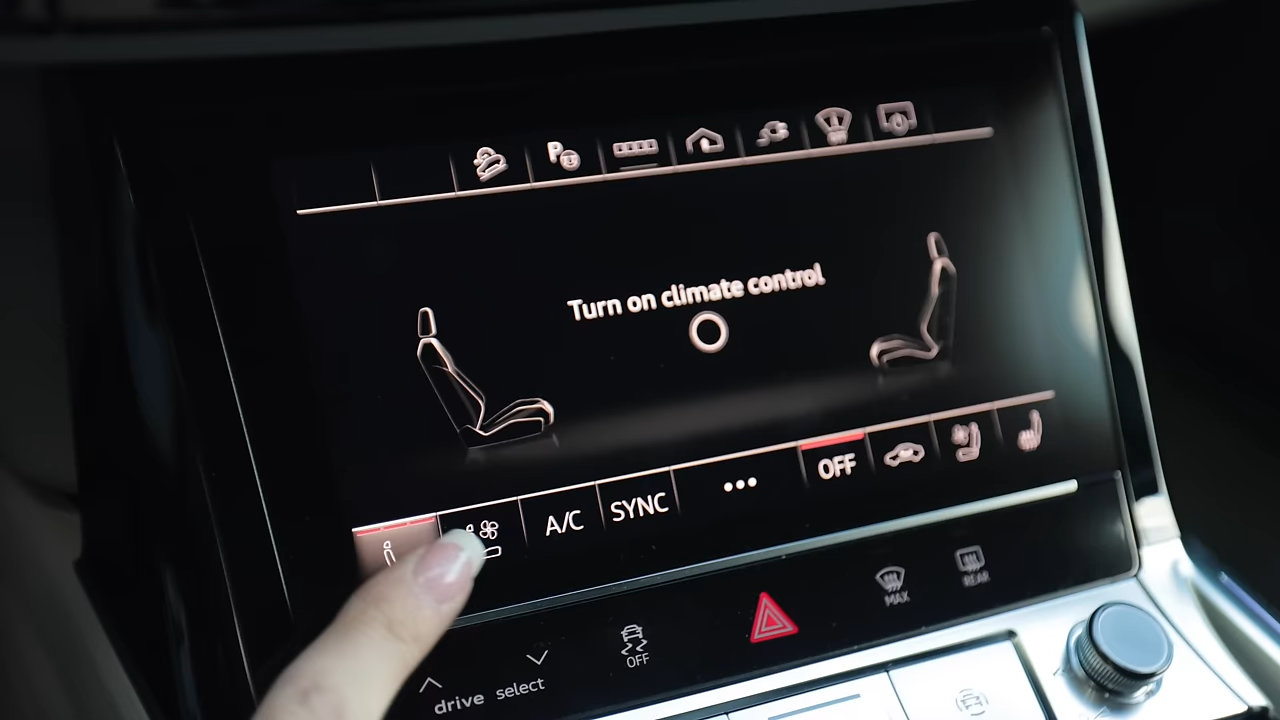 P
Turn on climate control
A/C
SYNC
OFF
MAX
REAR
OFF
drive select